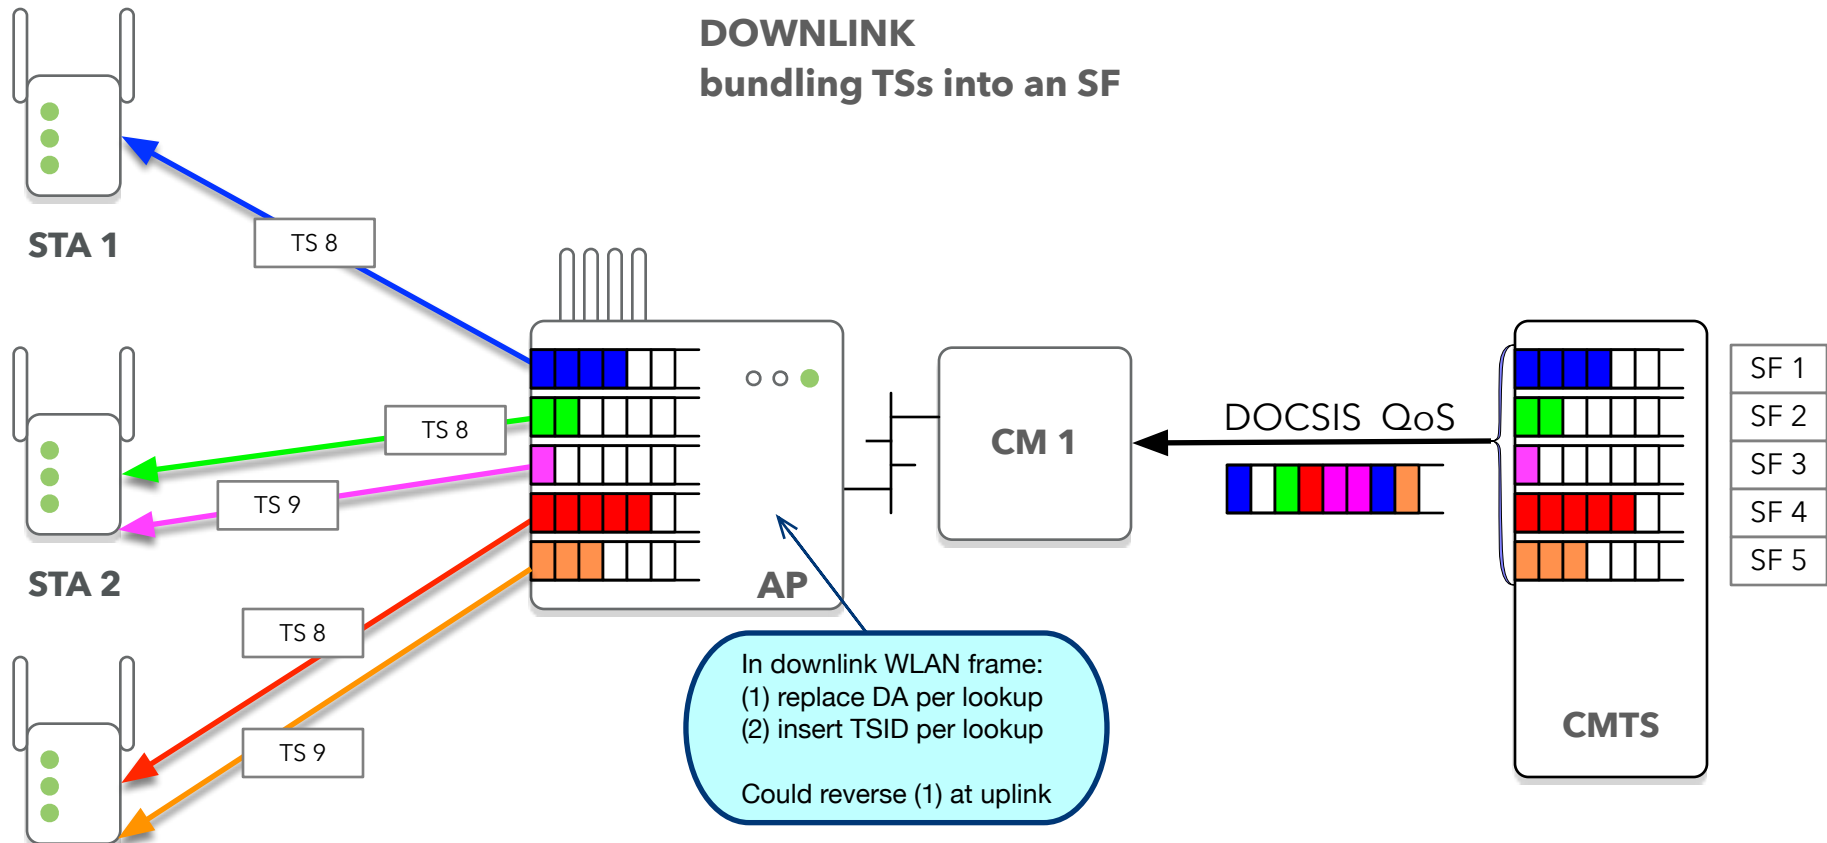 DOWNLINK
bundling TSs into an SF
STA 1
TS 8
STA 2
TS 8
TS 9
TS 8
TS 9
AP
CM 1
DOCSIS QoS
SF 1
SF 2
SF 3
SF 4
SF 5
CMTS
In downlink WLAN frame:
(1) replace DA per lookup
(2) insert TSID per lookup
Could reverse (1) at uplink